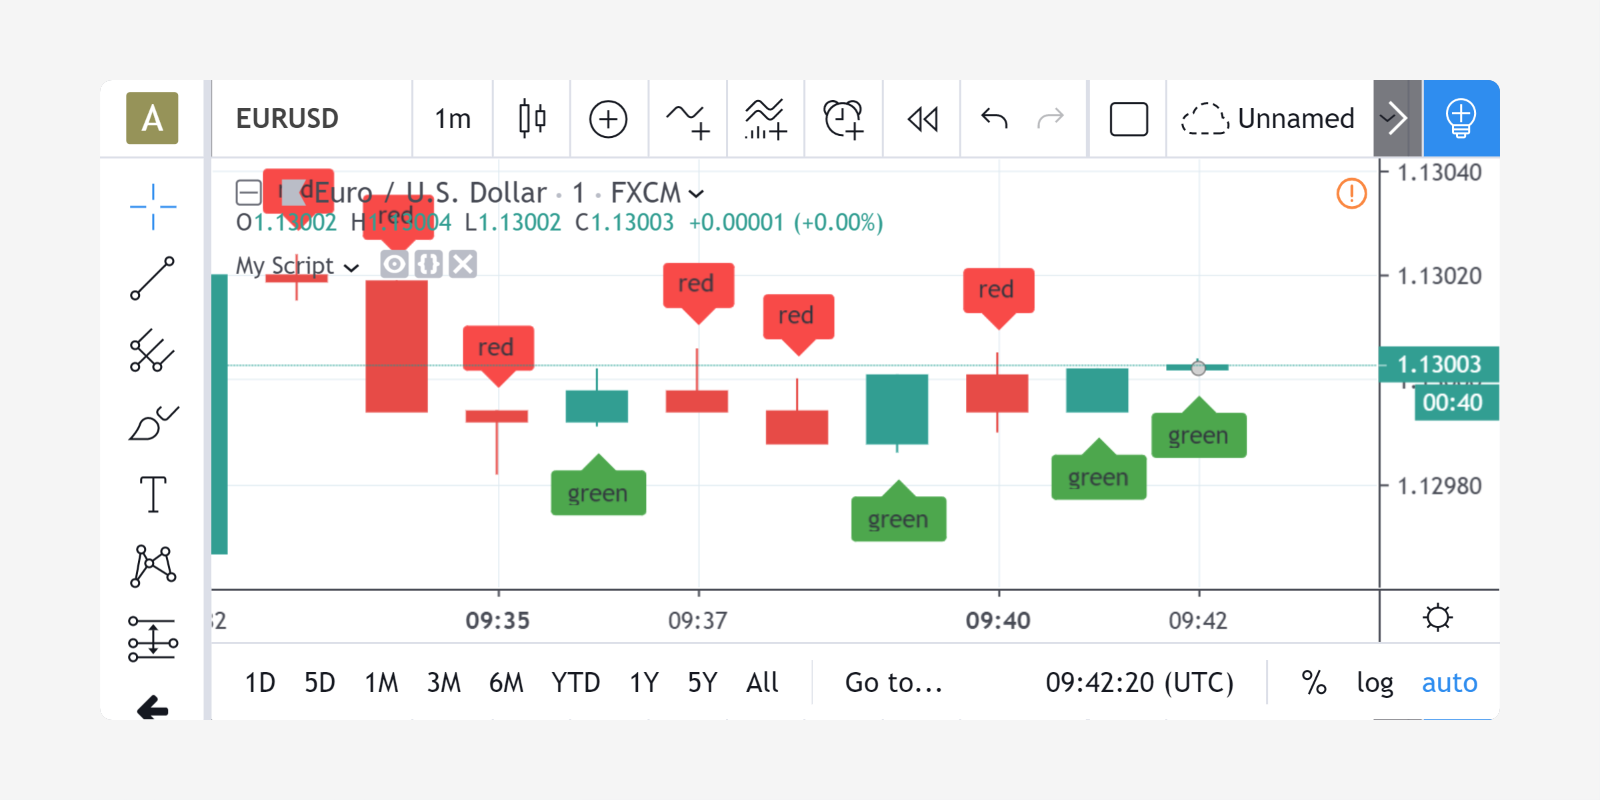 A
EURUSD
1m
Unnamed
Euro / U.S. Dollar · 1 · FXCM
O1.13002 H1.13004 L1.13002 C1.13003 +0.00001 (+0.00%)
My Script
red
red
red
red
red
green
green
green
green
1.13040
1.13020
1.13003
00:40
1.12980
09:35
09:37
09:40
09:42
1D 5D 1M 3M 6M YTD 1Y 5Y All
Go to...
09:42:20 (UTC)
%
log
auto